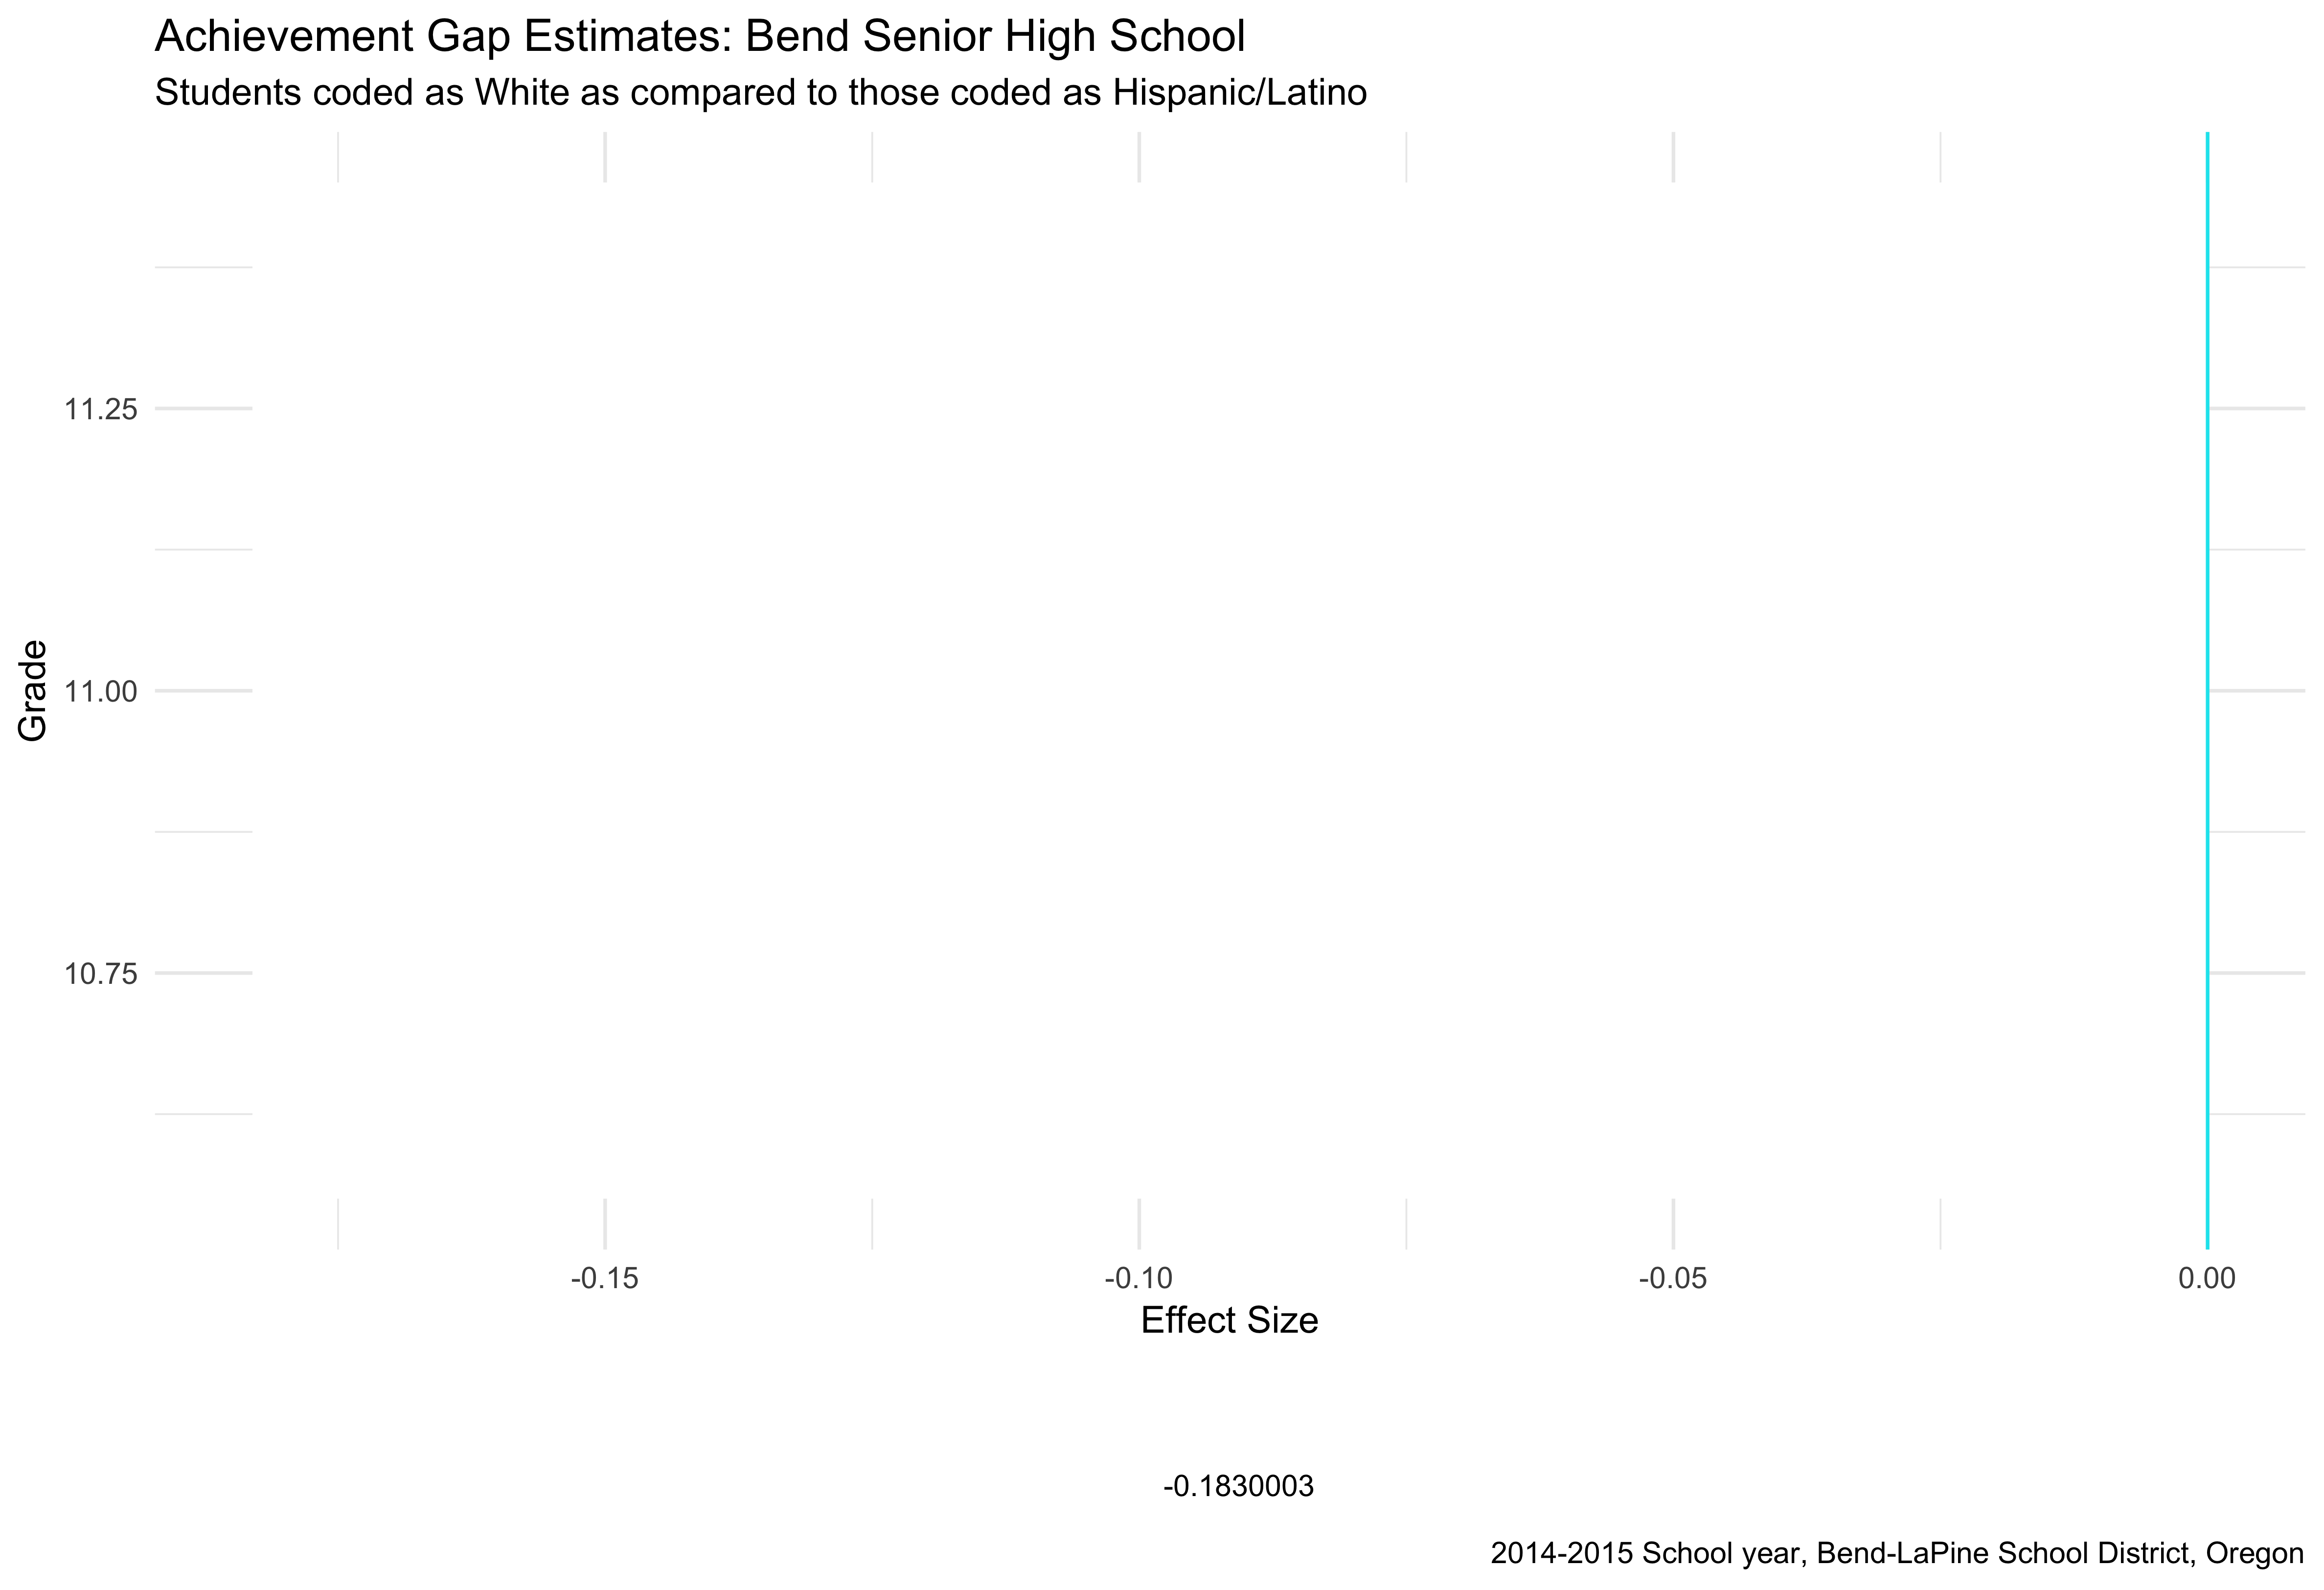 Achievement Gap Estimates: Bend Senior High School
Students coded as White as compared to those coded as Hispanic/Latino
11.25
11.00
10.75
Grade
-0.15
-0.10
-0.05
0.00
Effect Size
-0.1830003
2014-2015 School year, Bend-LaPine School District, Oregon